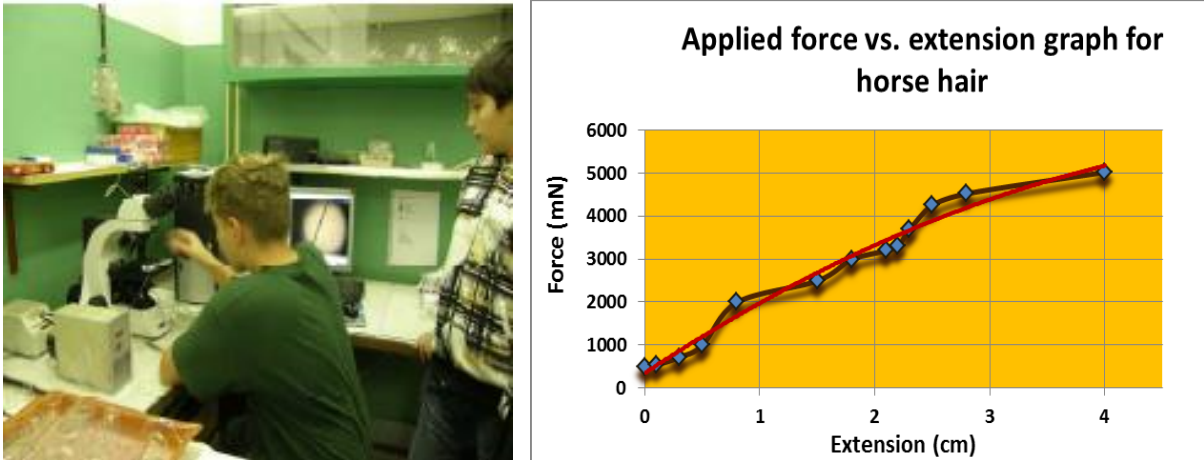 Applied force vs. extension graph for
horse hair
Force (mN)
6000
5000
4000
3000
2000
1000
0
0 1 2 3 4
Extension (cm)